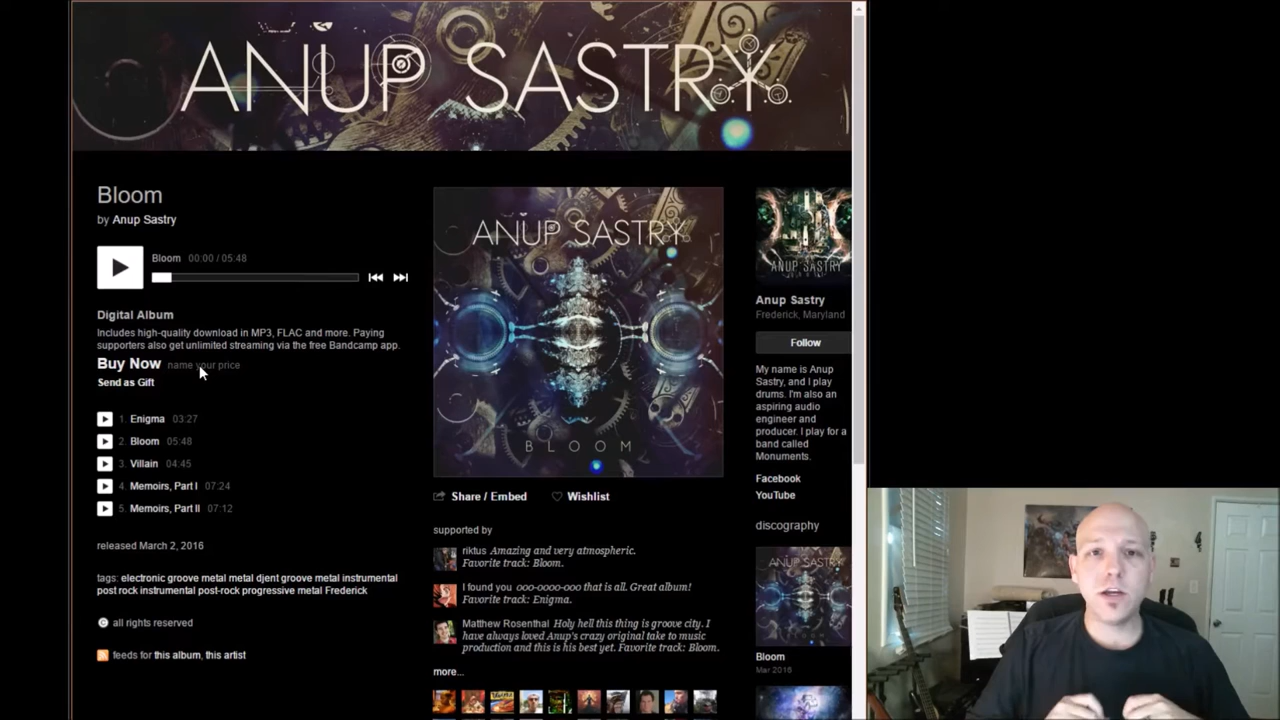 ANUP SASTRY
Bloom
by Anup Sastry
Bloom 00:00 / 05:48
Digital Album
Includes high-quality download in MP3, FLAC and more. Paying
supporters also get unlimited streaming via the free Bandcamp app.
Buy Now name your price
Send as Gift
1. Enigma 03:27
2. Bloom 05:48
3. Villain 04:45
4. Memoirs, Part I 07:24
5. Memoirs, Part II 07:12
released March 2, 2016
tags: electronic groove metal metal djent groove metal instrumental
post rock instrumental post-rock progressive metal Frederick
all rights reserved
feeds for this album, this artist
ANUP SASTRY
BLOOM
Share / Embed
Wishlist
supported by
riktus Amazing and very atmospheric.
Favorite track: Bloom.
I found you ooo-oooo-ooo that is all. Great album!
Favorite track: Enigma.
Matthew Rosenthal Holy hell this thing is groove city. I
have always loved Anup's crazy original take to music
production and this is his best yet. Favorite track: Bloom.
more...
ANUP SASTRY
Anup Sastry
Frederick, Maryland
Follow
My name is Anup
Sastry, and I play
drums. I'm also an
aspiring audio
engineer and
producer. I play for a
band called
Monuments.
Facebook
YouTube
discography
ANUP SASTRY
Bloom
Mar 2016